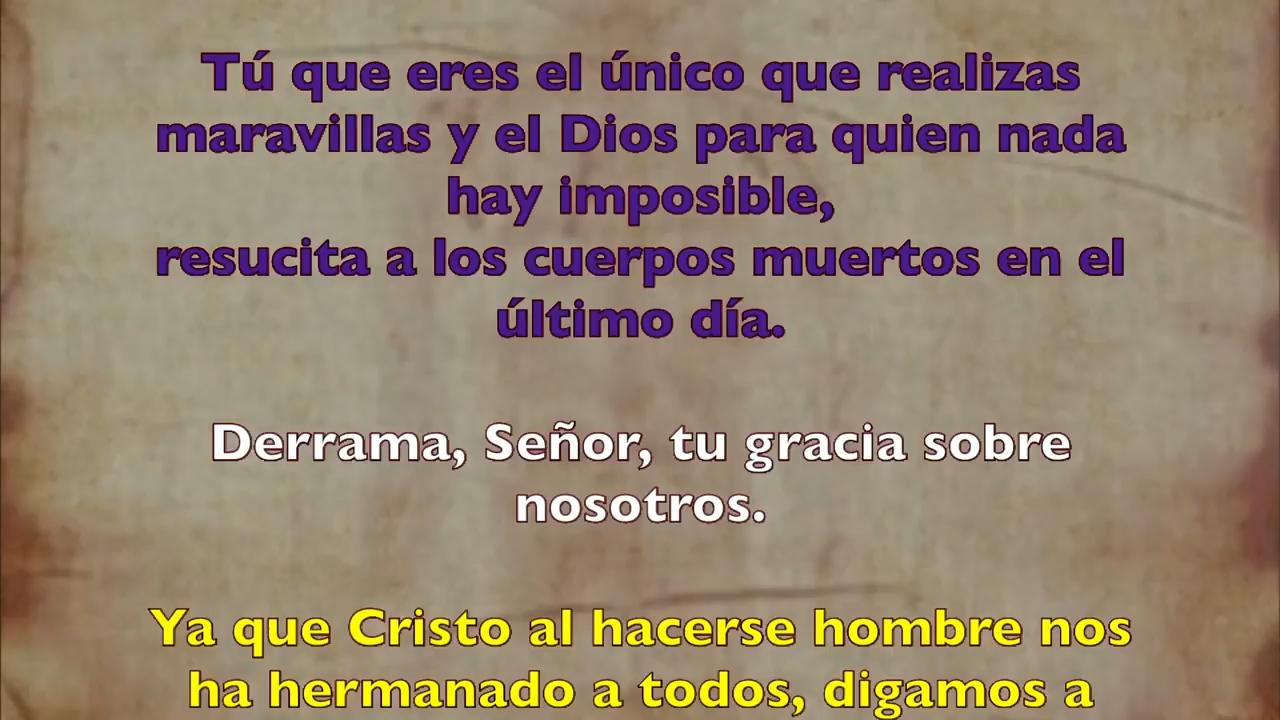 Tú que eres el único que realizas
maravillas y el Dios para quien nada
hay imposible,
resucita a los cuerpos muertos en el
último día.
Derrama, Señor, tu gracia sobre
nosotros.
Ya que Cristo al hacerse hombre nos
ha hermanado a todos, digamos a